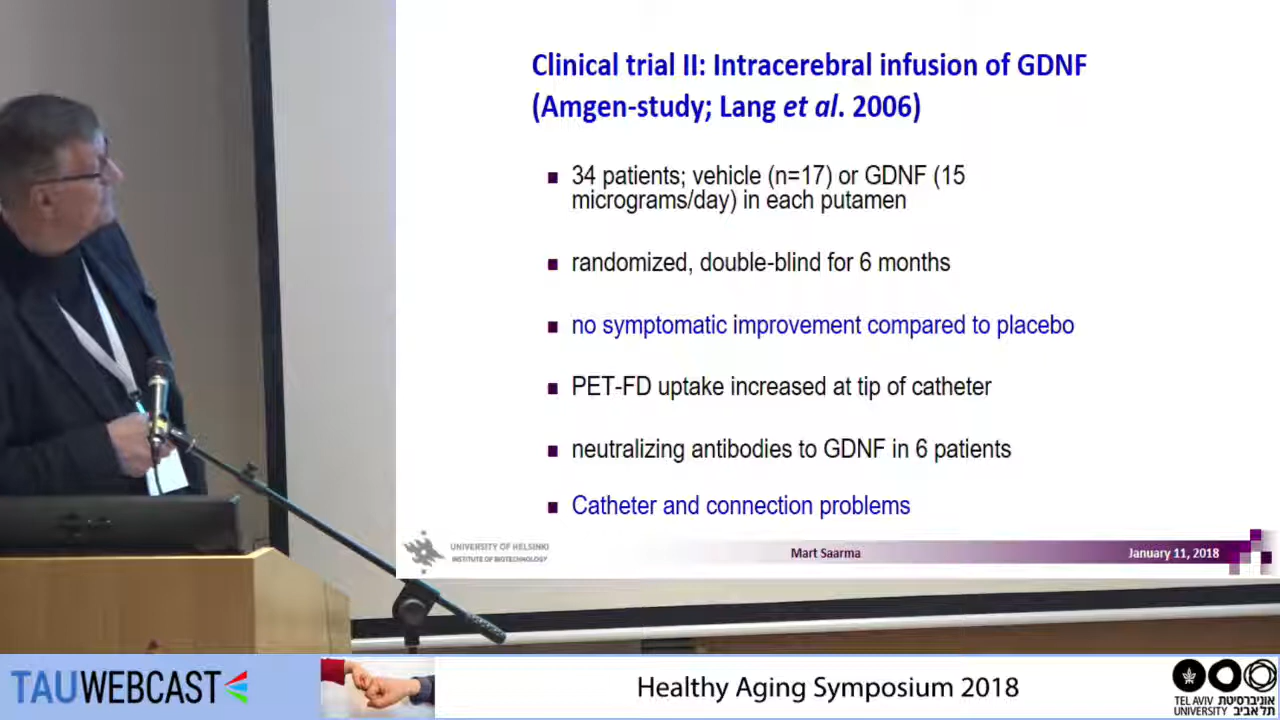 Clinical trial II: Intracerebral infusion of GDNF
(Amgen-study; Lang et al. 2006)
34 patients; vehicle (n=17) or GDNF (15
micrograms/day) in each putamen
randomized, double-blind for 6 months
no symptomatic improvement compared to placebo
PET-FD uptake increased at tip of catheter
neutralizing antibodies to GDNF in 6 patients
Catheter and connection problems
UNIVERSITY OF HELSINKI
INSTITUTE OF BIOTECHNOLOGY
Mart Saarma
January 11, 2018
TAUWEBCAST
Healthy Aging Symposium 2018
TEL AVIV אוניברסיטת
UNIVERSITY תל אביב